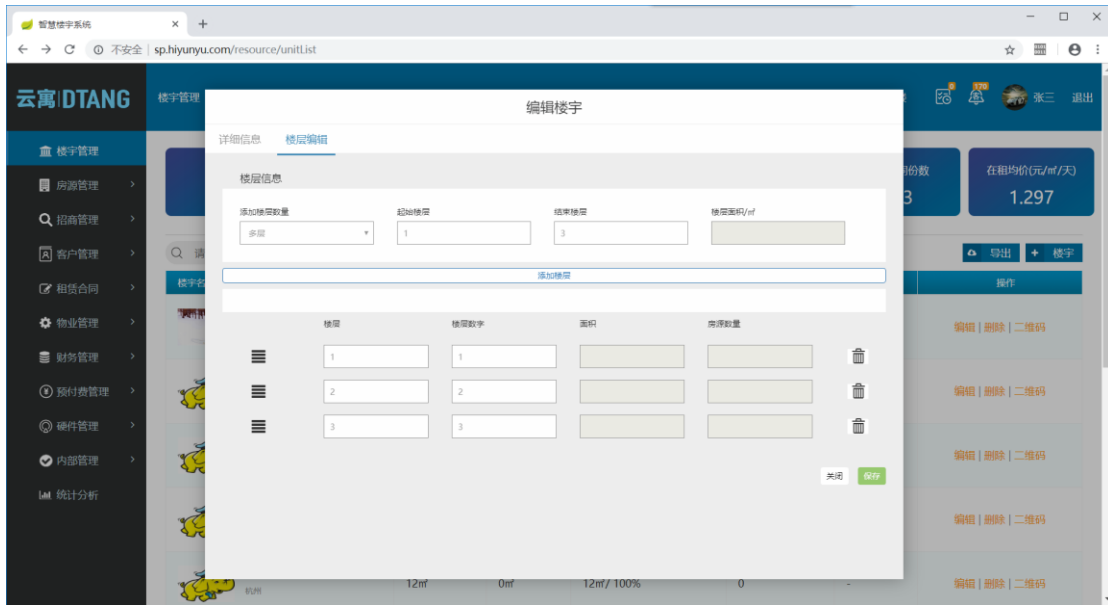 智慧楼宇系统
不安全 | sp.hiyunyu.com/resource/unitList
云寓|DTANG
楼宇管理
170
张三 退出
楼宇管理
房源管理
招商管理
客户管理
租赁合同
物业管理
财务管理
预付费管理
硬件管理
内部管理
统计分析
编辑楼宇
详细信息 楼层编辑
楼层信息
添加楼层数量 起始楼层 结束楼层 楼层面积/㎡
多层 1 3
添加楼层
楼层 楼层数字 面积 房源数量
1 1
2 2
3 3
关闭 保存
份数 在租均价(元/㎡/天)
3 1.297
请
导出 + 楼宇
楼宇名
操作
编辑 | 删除 | 二维码
编辑 | 删除 | 二维码
编辑 | 删除 | 二维码
编辑 | 删除 | 二维码
杭州 12㎡ 0㎡ 12㎡/ 100% 0 - 编辑 | 删除 | 二维码